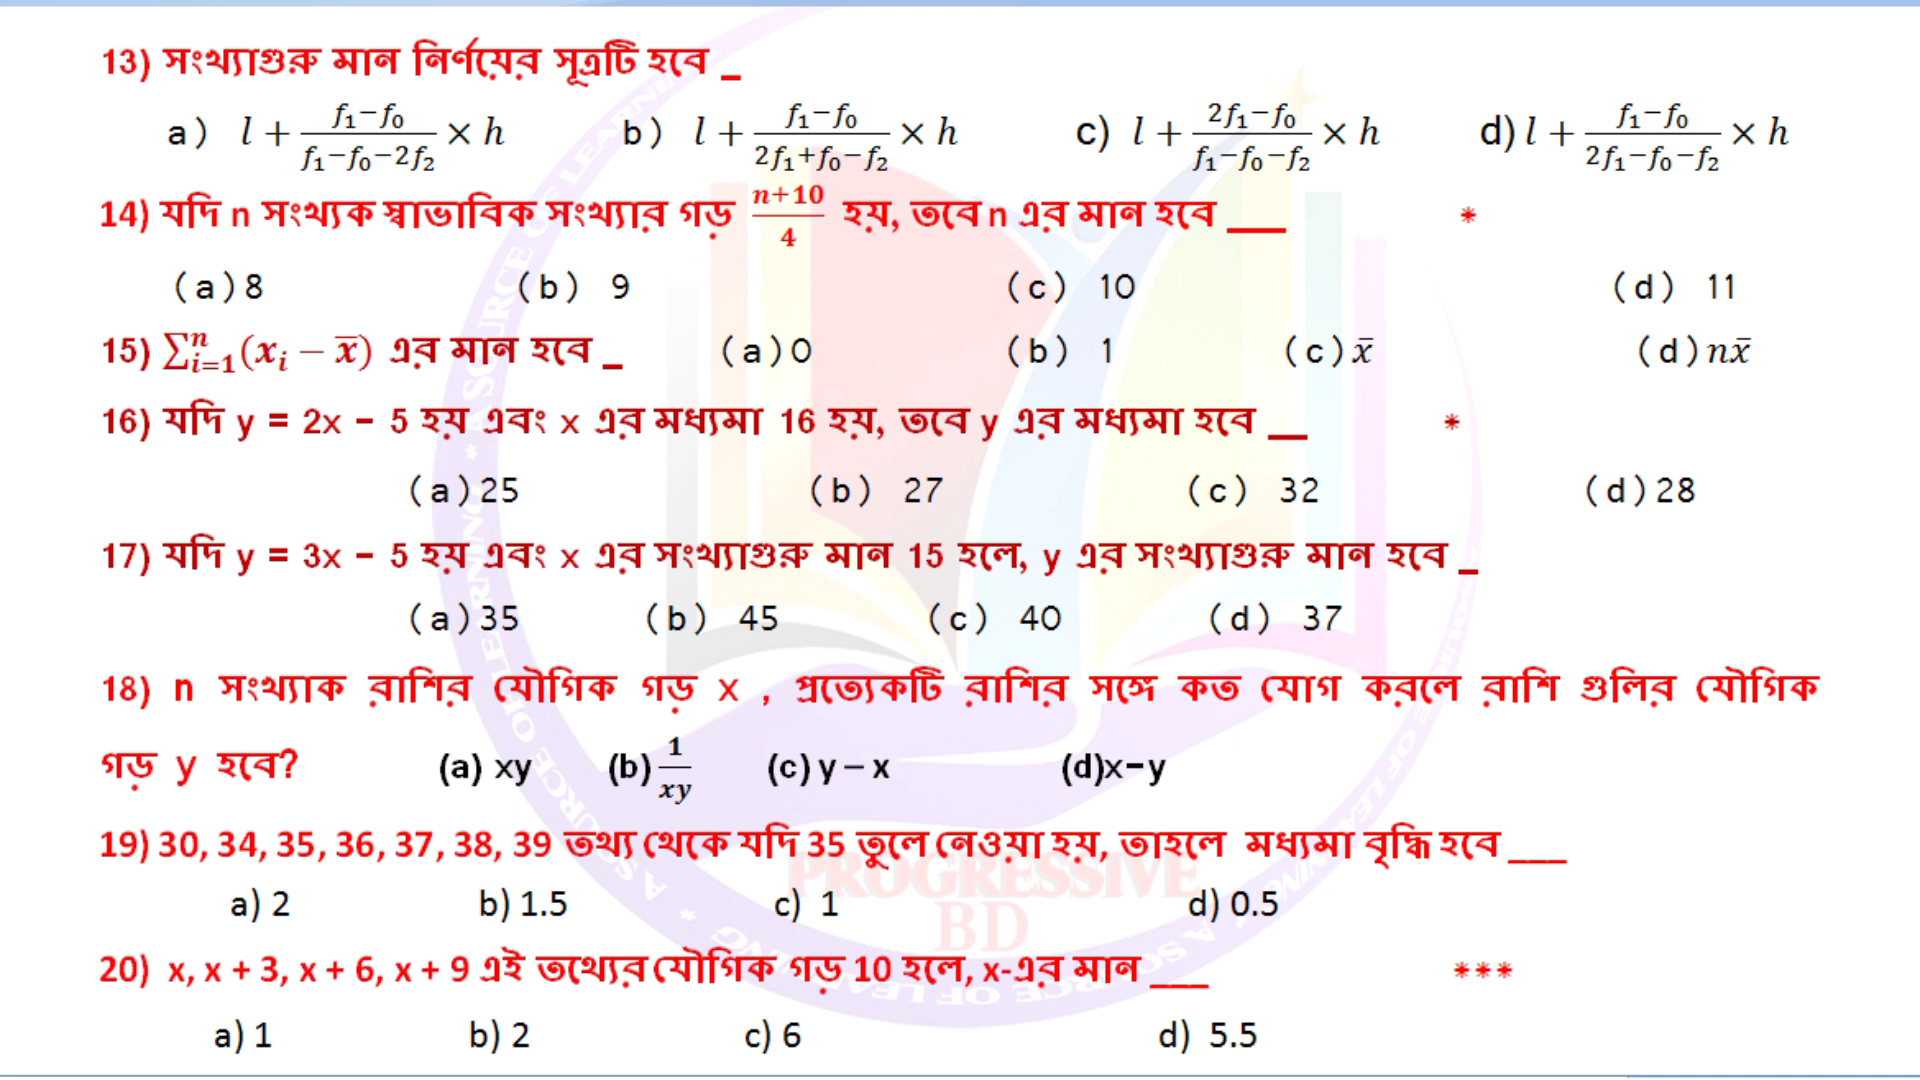 13) সংখ্যাগুরু মান নির্ণয়ের সূত্রটি হবে _
a) l + (f₁−f₀)/(f₁−f₀−2f₂) × h b) l + (f₁−f₀)/(2f₁+f₀−f₂) × h c) l + (2f₁−f₀)/(f₁−f₀−f₂) × h d) l + (f₁−f₀)/(2f₁−f₀−f₂) × h
14) যদি n সংখ্যক স্বাভাবিক সংখ্যার গড় (n+10)/4 হয়, তবে n এর মান হবে ___ *
(a) 8 (b) 9 (c) 10 (d) 11
15) ∑ⁿᵢ₌₁(xᵢ − x̄) এর মান হবে _ (a) 0 (b) 1 (c) x̄ (d) nx̄
16) যদি y = 2x − 5 হয় এবং x এর মধ্যমা 16 হয়, তবে y এর মধ্যমা হবে __ *
(a) 25 (b) 27 (c) 32 (d) 28
17) যদি y = 3x − 5 হয় এবং x এর সংখ্যাগুরু মান 15 হলে, y এর সংখ্যাগুরু মান হবে _
(a) 35 (b) 45 (c) 40 (d) 37
18) n সংখ্যাক রাশির যৌগিক গড় x , প্রত্যেকটি রাশির সঙ্গে কত যোগ করলে রাশি গুলির যৌগিক
গড় y হবে? (a) xy (b) 1/xy (c) y – x (d) x−y
19) 30, 34, 35, 36, 37, 38, 39 তথ্য থেকে যদি 35 তুলে নেওয়া হয়, তাহলে মধ্যমা বৃদ্ধি হবে ___
a) 2 b) 1.5 c) 1 d) 0.5
20) x, x + 3, x + 6, x + 9 এই তথ্যের যৌগিক গড় 10 হলে, x-এর মান ___ ***
a) 1 b) 2 c) 6 d) 5.5
PROGRESSIVE
BD
* A SOURCE OF LEARNING *